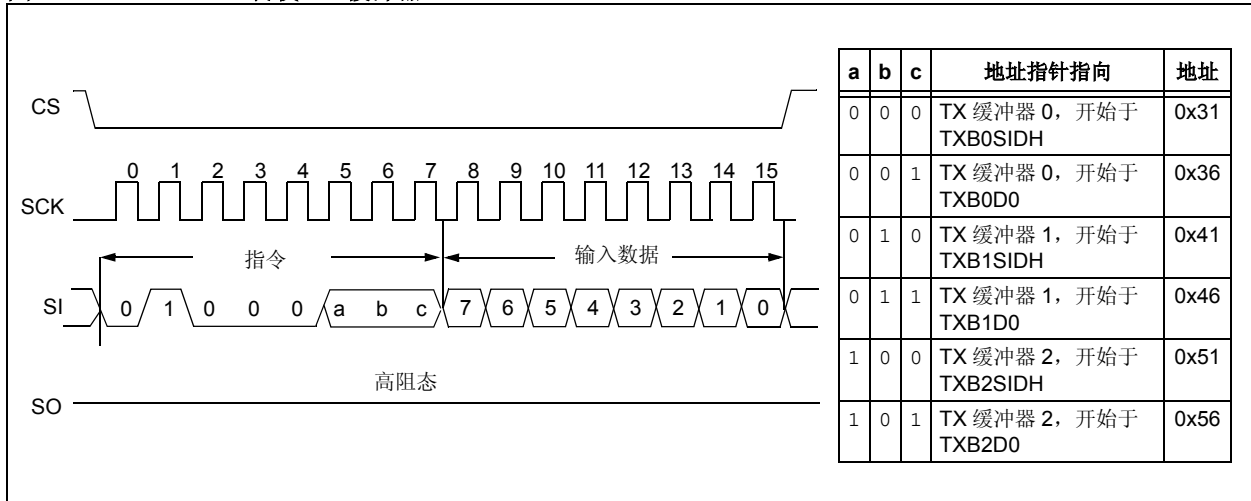 CS
0 1 2 3 4 5 6 7 8 9 10 11 12 13 14 15
SCK
指令 输入数据
SI 0 1 0 0 0 a b c 7 6 5 4 3 2 1 0
高阻态
SO
a b c 地址指针指向 地址
0 0 0 TX 缓冲器 0，开始于 0x31
TXB0SIDH
0 0 1 TX 缓冲器 0，开始于 0x36
TXB0D0
0 1 0 TX 缓冲器 1，开始于 0x41
TXB1SIDH
0 1 1 TX 缓冲器 1，开始于 0x46
TXB1D0
1 0 0 TX 缓冲器 2，开始于 0x51
TXB2SIDH
1 0 1 TX 缓冲器 2，开始于 0x56
TXB2D0